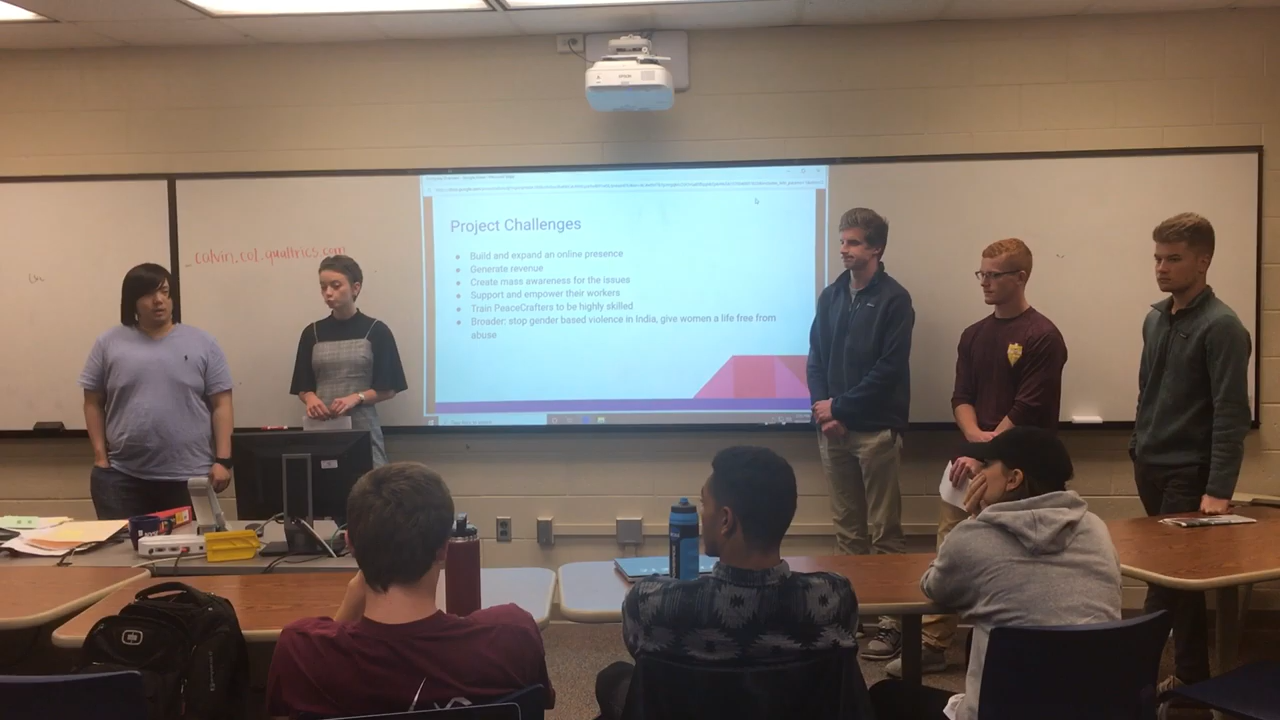 EPSON
calvin.co1.qualtrics.com
Project Challenges
● Build and expand an online presence
● Generate revenue
● Create mass awareness for the issues
● Support and empower their workers
● Train PeaceCrafters to be highly skilled
● Broader: stop gender based violence in India, give women a life free from
abuse